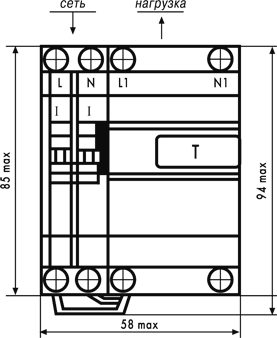 сеть нагрузка
L N L1 N1
I I
T
85 max
94 max
58 max